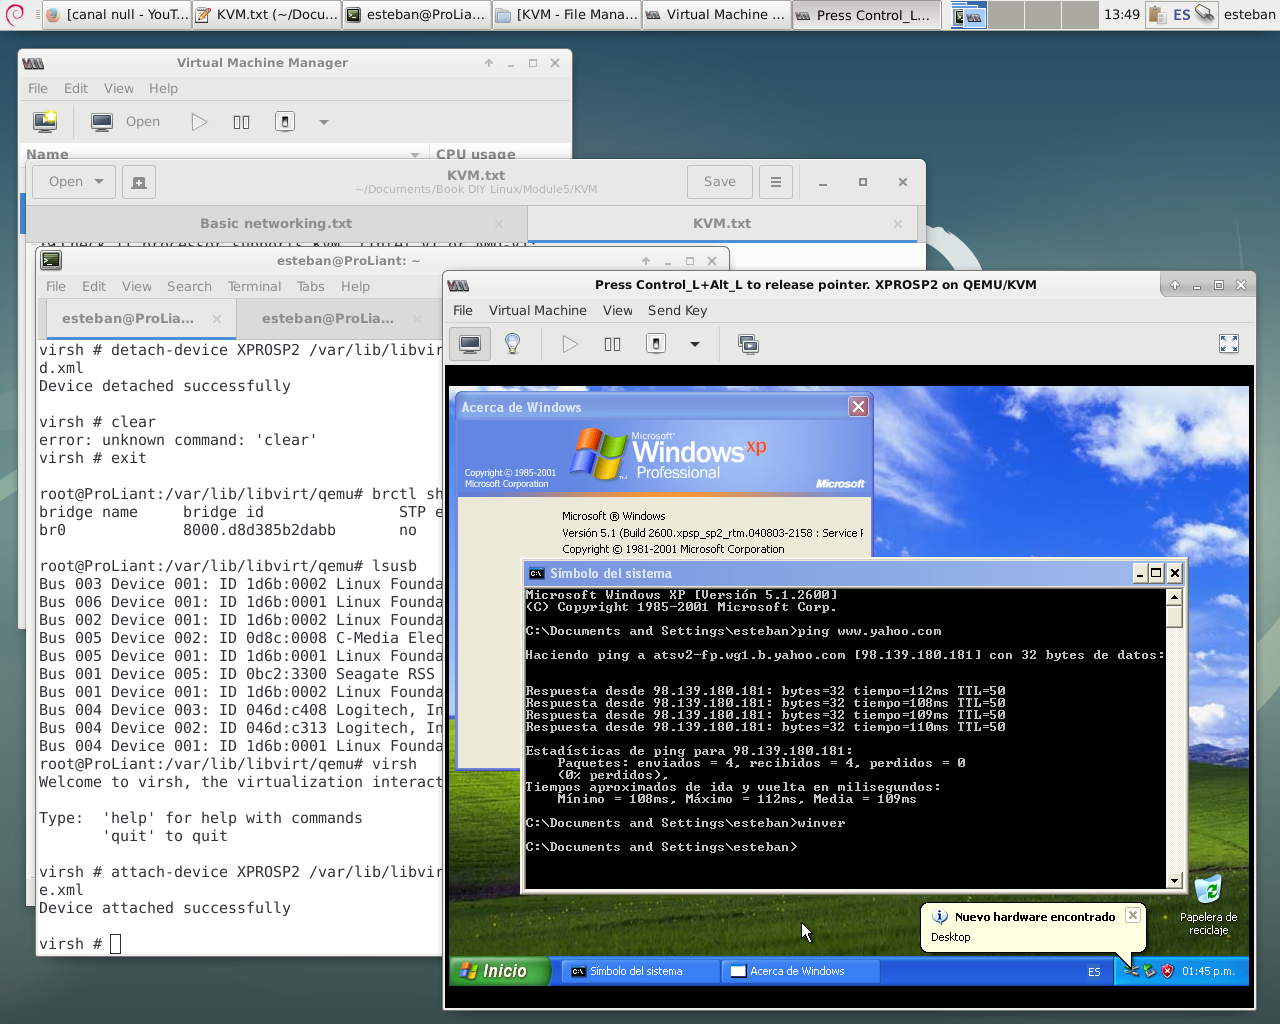 [canal null - YouT...
KVM.txt (~/Docu...
esteban@ProLia...
[KVM - File Mana...
Virtual Machine ...
Press Control_L...
13:49
ES
esteban
Virtual Machine Manager
File Edit View Help
Open
Name CPU usage
Open
KVM.txt
~/Documents/Book DIY Linux/Module5/KVM
Save
Basic networking.txt
KVM.txt
esteban@ProLiant: ~
File Edit View Search Terminal Tabs Help
esteban@ProLia...
esteban@ProLia...
virsh # detach-device XPROSP2 /var/lib/libvir
d.xml
Device detached successfully
virsh # clear
error: unknown command: 'clear'
virsh # exit
root@ProLiant:/var/lib/libvirt/qemu# brctl sh
bridge name bridge id STP e
br0 8000.d8d385b2dabb no
root@ProLiant:/var/lib/libvirt/qemu# lsusb
Bus 003 Device 001: ID 1d6b:0002 Linux Founda
Bus 006 Device 001: ID 1d6b:0001 Linux Founda
Bus 002 Device 001: ID 1d6b:0002 Linux Founda
Bus 005 Device 002: ID 0d8c:0008 C-Media Elec
Bus 005 Device 001: ID 1d6b:0001 Linux Founda
Bus 001 Device 005: ID 0bc2:3300 Seagate RSS
Bus 001 Device 001: ID 1d6b:0002 Linux Founda
Bus 004 Device 003: ID 046d:c408 Logitech, In
Bus 004 Device 002: ID 046d:c313 Logitech, In
Bus 004 Device 001: ID 1d6b:0001 Linux Founda
root@ProLiant:/var/lib/libvirt/qemu# virsh
Welcome to virsh, the virtualization interact
Type: 'help' for help with commands
'quit' to quit
virsh # attach-device XPROSP2 /var/lib/libvir
e.xml
Device attached successfully
virsh #
Press Control_L+Alt_L to release pointer. XPROSP2 on QEMU/KVM
File Virtual Machine View Send Key
Acerca de Windows
Microsoft
Windows xp
Professional
Copyright © 1985-2001
Microsoft Corporation
Microsoft
Microsoft ® Windows
Versión 5.1 (Build 2600.xpsp_sp2_rtm.040803-2158 : Service P
Copyright © 1981-2001 Microsoft Corporation
Símbolo del sistema
Microsoft Windows XP [Versión 5.1.2600]
(C) Copyright 1985-2001 Microsoft Corp.
C:\Documents and Settings\esteban>ping www.yahoo.com
Haciendo ping a atsv2-fp.wg1.b.yahoo.com [98.139.180.181] con 32 bytes de datos:
Respuesta desde 98.139.180.181: bytes=32 tiempo=112ms TTL=50
Respuesta desde 98.139.180.181: bytes=32 tiempo=108ms TTL=50
Respuesta desde 98.139.180.181: bytes=32 tiempo=109ms TTL=50
Respuesta desde 98.139.180.181: bytes=32 tiempo=110ms TTL=50
Estadísticas de ping para 98.139.180.181:
Paquetes: enviados = 4, recibidos = 4, perdidos = 0
(0% perdidos),
Tiempos aproximados de ida y vuelta en milisegundos:
Mínimo = 108ms, Máximo = 112ms, Media = 109ms
C:\Documents and Settings\esteban>winver
C:\Documents and Settings\esteban>
Papelera de
reciclaje
Nuevo hardware encontrado
Desktop
Inicio
Símbolo del sistema
Acerca de Windows
ES
01:45 p.m.